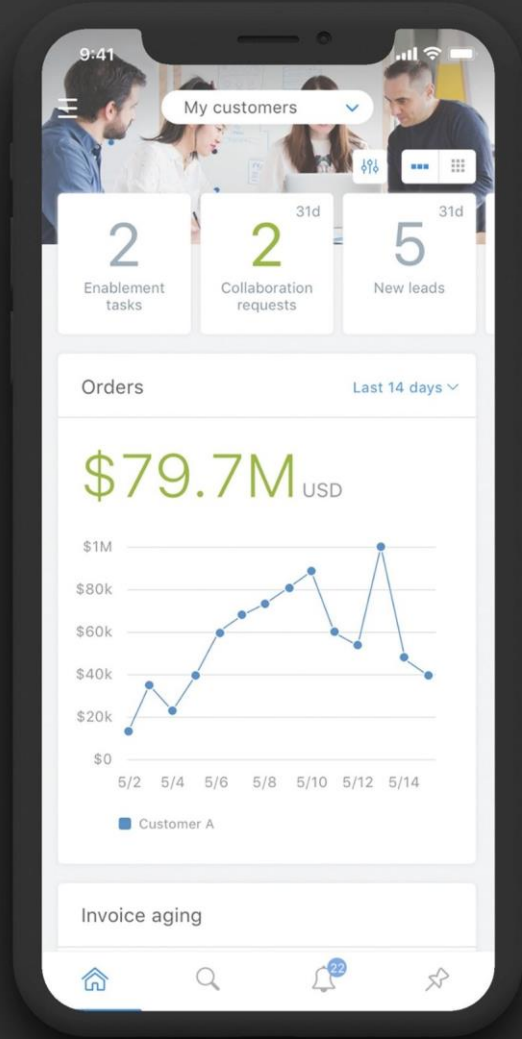 9:41
My customers
31d
31d
2
2
5
Enablement
tasks
Collaboration
requests
New leads
Orders
Last 14 days
$79.7M USD
$1M
$80k
$60k
$40k
$20k
$0
5/2 5/4 5/6 5/8 5/10 5/12 5/14
Customer A
Invoice aging
22